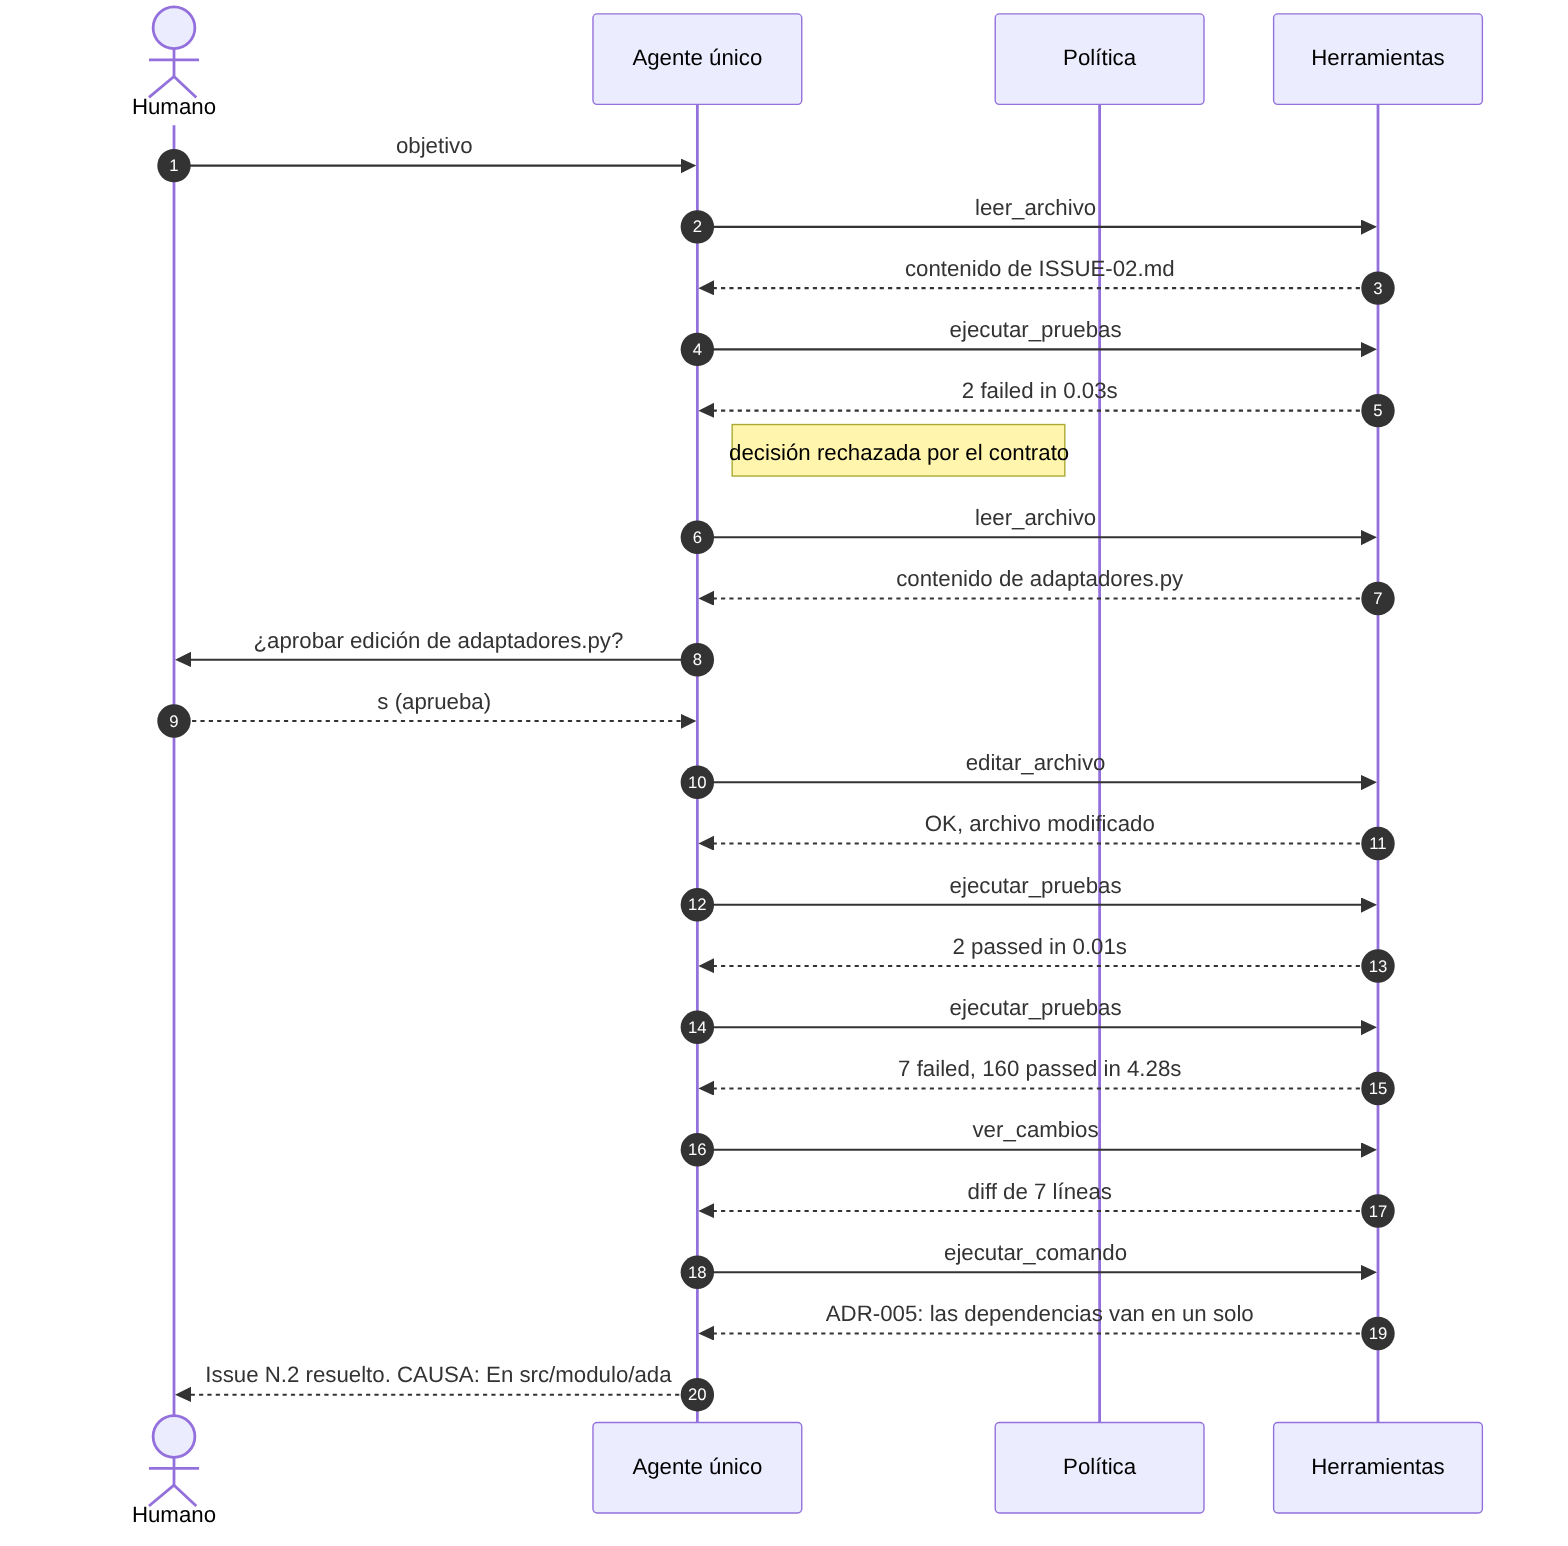 Humano
Agente único
Política
Herramientas
1
objetivo
2
leer_archivo
contenido de ISSUE-02.md
3
4
ejecutar_pruebas
2 failed in 0.03s
5
decisión rechazada por el contrato
6
leer_archivo
contenido de adaptadores.py
7
¿aprobar edición de adaptadores.py?
8
9
s (aprueba)
10
editar_archivo
OK, archivo modificado
11
12
ejecutar_pruebas
2 passed in 0.01s
13
14
ejecutar_pruebas
7 failed, 160 passed in 4.28s
15
16
ver_cambios
diff de 7 líneas
17
18
ejecutar_comando
ADR-005: las dependencias van en un solo
19
Issue N.2 resuelto. CAUSA: En src/modulo/ada
20
Humano
Agente único
Política
Herramientas